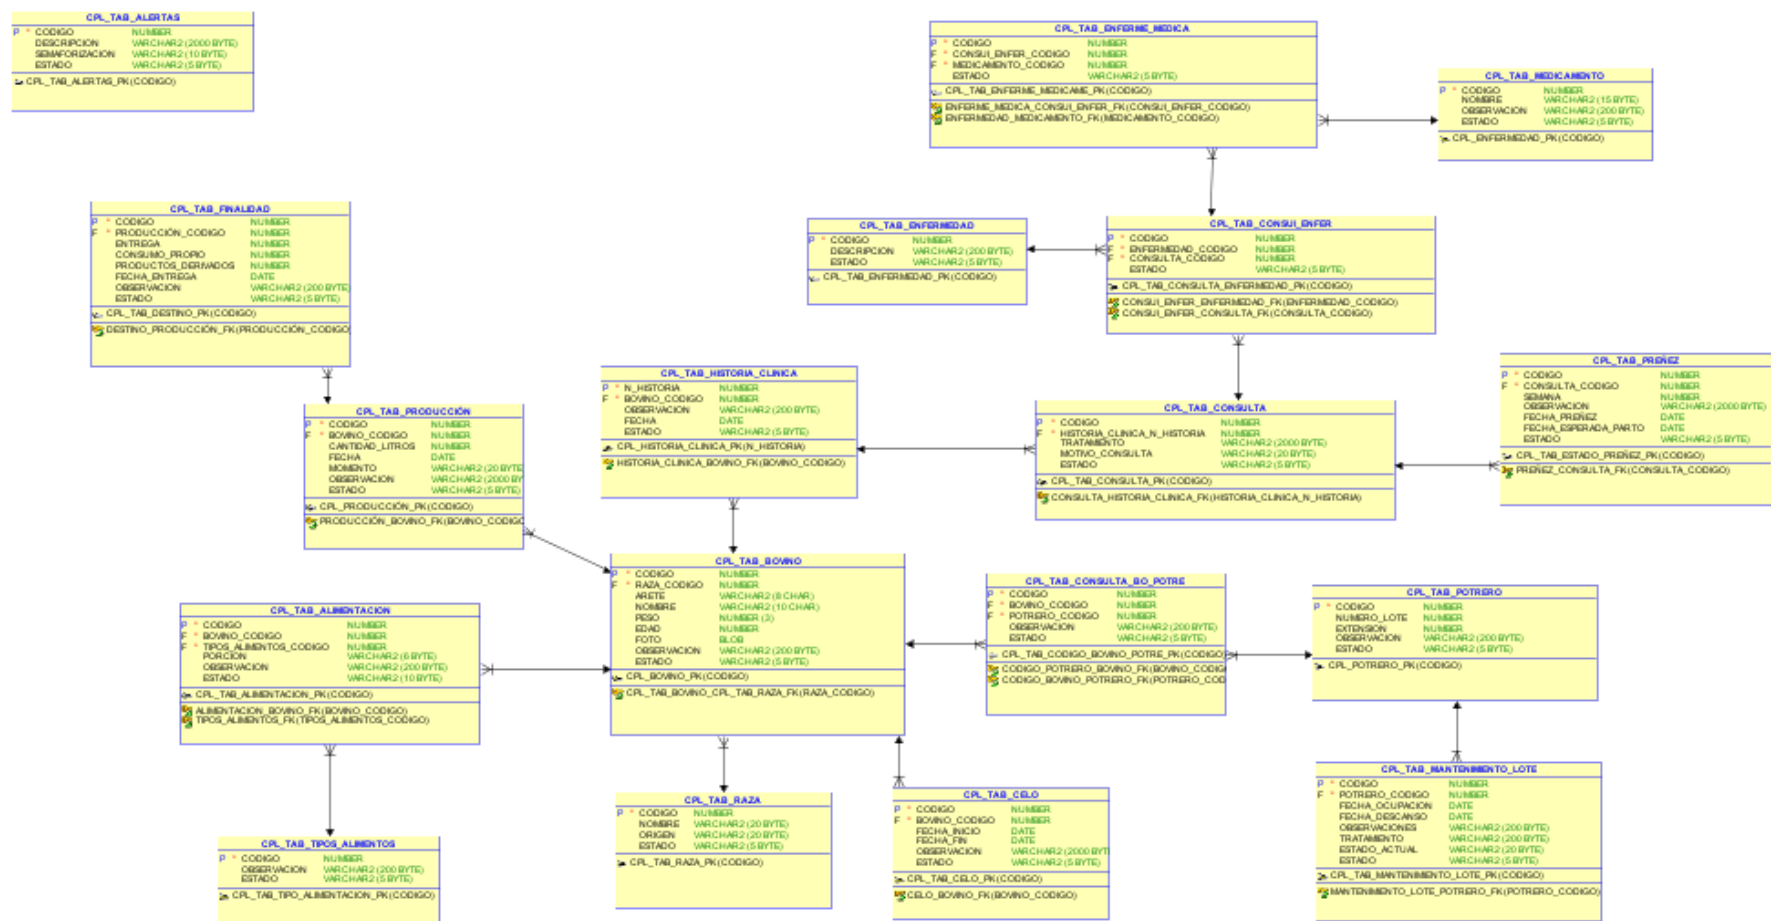 CPL_TAB_ALERTAS
P * CODIGO NUMBER
DESCRIPCION VARCHAR2 (2000 BYTE)
SEMAFORIZACION VARCHAR2 (10 BYTE)
ESTADO VARCHAR2 (5 BYTE)
CPL_TAB_ALERTAS_PK (CODIGO)
CPL_TAB_ENFERME_MEDICA
P * CODIGO NUMBER
F * CONSUI_ENFER_CODIGO NUMBER
F * MEDICAMENTO_CODIGO NUMBER
ESTADO VARCHAR2 (5 BYTE)
CPL_TAB_ENFERME_MEDICAME_PK (CODIGO)
ENFERME_MEDICA_CONSUI_ENFER_FK (CONSUI_ENFER_CODIGO)
ENFERMEDAD_MEDICAMENTO_FK (MEDICAMENTO_CODIGO)
CPL_TAB_MEDICAMENTO
P * CODIGO NUMBER
NOMBRE VARCHAR2 (15 BYTE)
OBSERVACION VARCHAR2 (200 BYTE)
ESTADO VARCHAR2 (5 BYTE)
CPL_ENFERMEDAD_PK (CODIGO)
CPL_TAB_FINALIDAD
P * CODIGO NUMBER
F * PRODUCCIÓN_CODIGO NUMBER
ENTREGA NUMBER
CONSUMO_PROPIO NUMBER
PRODUCTOS_DERIVADOS NUMBER
FECHA_ENTREGA DATE
OBSERVACION VARCHAR2 (200 BYTE
ESTADO VARCHAR2 (5 BYTE)
CPL_TAB_DESTINO_PK (CODIGO)
DESTINO_PRODUCCIÓN_FK (PRODUCCIÓN_CODIGO
CPL_TAB_ENFERMEDAD
P * CODIGO NUMBER
DESCRIPCION VARCHAR2 (200 BYTE)
ESTADO VARCHAR2 (5 BYTE)
CPL_TAB_ENFERMEDAD_PK (CODIGO)
CPL_TAB_CONSUI_ENFER
P * CODIGO NUMBER
F * ENFERMEDAD_CODIGO NUMBER
F * CONSULTA_CODIGO NUMBER
ESTADO VARCHAR2 (5 BYTE)
CPL_TAB_CONSULTA_ENFERMEDAD_PK (CODIGO)
CONSUI_ENFER_ENFERMEDAD_FK (ENFERMEDAD_CODIGO)
CONSUI_ENFER_CONSULTA_FK (CONSULTA_CODIGO)
CPL_TAB_PREÑEZ
P * CODIGO NUMBER
F * CONSULTA_CODIGO NUMBER
SEMANA NUMBER
OBSERVACION VARCHAR2 (2000 BYTE)
FECHA_PREÑEZ DATE
FECHA_ESPERADA_PARTO DATE
ESTADO VARCHAR2 (5 BYTE)
CPL_TAB_ESTADO_PREÑEZ_PK (CODIGO)
PREÑEZ_CONSULTA_FK (CONSULTA_CODIGO)
CPL_TAB_HISTORIA_CLINICA
P * N_HISTORIA NUMBER
F * BOVINO_CODIGO NUMBER
OBSERVACION VARCHAR2 (200 BYTE)
FECHA DATE
ESTADO VARCHAR2 (5 BYTE)
CPL_HISTORIA_CLINICA_PK (N_HISTORIA)
HISTORIA_CLINICA_BOVINO_FK (BOVINO_CODIGO)
CPL_TAB_CONSULTA
P * CODIGO NUMBER
F * HISTORIA_CLINICA_N_HISTORIA NUMBER
TRATAMIENTO VARCHAR2 (2000 BYTE)
MOTIVO_CONSULTA VARCHAR2 (20 BYTE)
ESTADO VARCHAR2 (5 BYTE)
CPL_TAB_CONSULTA_PK (CODIGO)
CONSULTA_HISTORIA_CLINICA_FK (HISTORIA_CLINICA_N_HISTORIA)
CPL_TAB_PRODUCCIÓN
P * CODIGO NUMBER
F * BOVINO_CODIGO NUMBER
CANTIDAD_LITROS NUMBER
FECHA DATE
MOMENTO VARCHAR2 (20 BYTE
OBSERVACION VARCHAR2 (2000 BY
ESTADO VARCHAR2 (5 BYTE)
CPL_PRODUCCIÓN_PK (CODIGO)
PRODUCCIÓN_BOVINO_FK (BOVINO_CODIGO
CPL_TAB_BOVINO
P * CODIGO NUMBER
F * RAZA_CODIGO NUMBER
ARETE VARCHAR2 (8 CHAR)
NOMBRE VARCHAR2 (10 CHAR)
PESO NUMBER (3)
EDAD NUMBER
FOTO BLOB
OBSERVACION VARCHAR2 (200 BYTE)
ESTADO VARCHAR2 (5 BYTE)
CPL_BOVINO_PK (CODIGO)
CPL_TAB_BOVINO_CPL_TAB_RAZA_FK (RAZA_CODIGO)
CPL_TAB_CONSULTA_BO_POTRE
P * CODIGO NUMBER
F * BOVINO_CODIGO NUMBER
F * POTRERO_CODIGO NUMBER
OBSERVACION VARCHAR2 (200 BYTE)
ESTADO VARCHAR2 (5 BYTE)
CPL_TAB_CODIGO_BOVINO_POTRE_PK (CODIGO)
CODIGO_POTRERO_BOVINO_FK (BOVINO_CODIG
CODIGO_BOVINO_POTRERO_FK (POTRERO_COD
CPL_TAB_POTRERO
P * CODIGO NUMBER
NUMERO_LOTE NUMBER
EXTENSION NUMBER
OBSERVACION VARCHAR2 (200 BYTE)
ESTADO VARCHAR2 (5 BYTE)
CPL_POTRERO_PK (CODIGO)
CPL_TAB_ALIMENTACION
P * CODIGO NUMBER
F * BOVINO_CODIGO NUMBER
F * TIPOS_ALIMENTOS_CODIGO NUMBER
PORCION VARCHAR2 (6 BYTE)
OBSERVACION VARCHAR2 (200 BYTE)
ESTADO VARCHAR2 (10 BYTE)
CPL_TAB_ALIMENTACION_PK (CODIGO)
ALIMENTACION_BOVINO_FK (BOVINO_CODIGO)
TIPOS_ALIMENTOS_FK (TIPOS_ALIMENTOS_CODIGO)
CPL_TAB_TIPOS_ALIMENTOS
P * CODIGO NUMBER
OBSERVACION VARCHAR2 (200 BYTE)
ESTADO VARCHAR2 (5 BYTE)
CPL_TAB_TIPO_ALIMENTACION_PK (CODIGO)
CPL_TAB_RAZA
P * CODIGO NUMBER
NOMBRE VARCHAR2 (20 BYTE)
ORIGEN VARCHAR2 (20 BYTE)
ESTADO VARCHAR2 (5 BYTE)
CPL_TAB_RAZA_PK (CODIGO)
CPL_TAB_CELO
P * CODIGO NUMBER
F * BOVINO_CODIGO NUMBER
FECHA_INICIO DATE
FECHA_FIN DATE
OBSERVACION VARCHAR2 (2000 BYT
ESTADO VARCHAR2 (5 BYTE)
CPL_TAB_CELO_PK (CODIGO)
CELO_BOVINO_FK (BOVINO_CODIGO)
CPL_TAB_MANTENIMIENTO_LOTE
P * CODIGO NUMBER
F * POTRERO_CODIGO NUMBER
FECHA_OCUPACION DATE
FECHA_DESCANSO DATE
OBSERVACIONES VARCHAR2 (200 BYTE)
TRATAMIENTO VARCHAR2 (200 BYTE)
ESTADO_ACTUAL VARCHAR2 (20 BYTE)
ESTADO VARCHAR2 (5 BYTE)
CPL_TAB_MANTENIMIENTO_LOTE_PK (CODIGO)
MANTENIMIENTO_LOTE_POTRERO_FK (POTRERO_CODIGO)